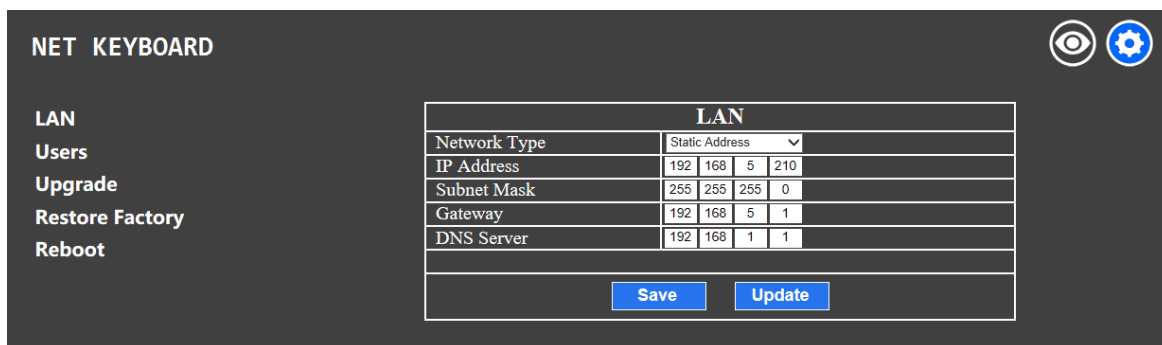 NET KEYBOARD
LAN
Users
Upgrade
Restore Factory
Reboot
LAN
Network Type Static Address
IP Address 192 168 5 210
Subnet Mask 255 255 255 0
Gateway 192 168 5 1
DNS Server 192 168 1 1
Save Update